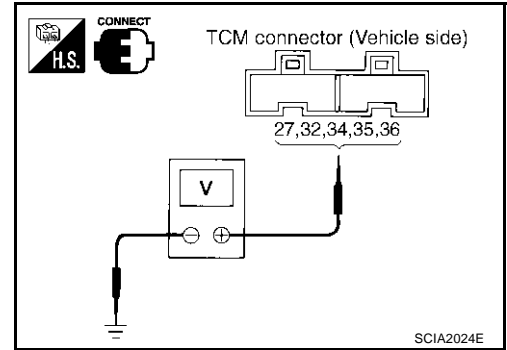 CONNECT
H.S.
TCM connector (Vehicle side)
27,32,34,35,36
V
− +
SCIA2024E